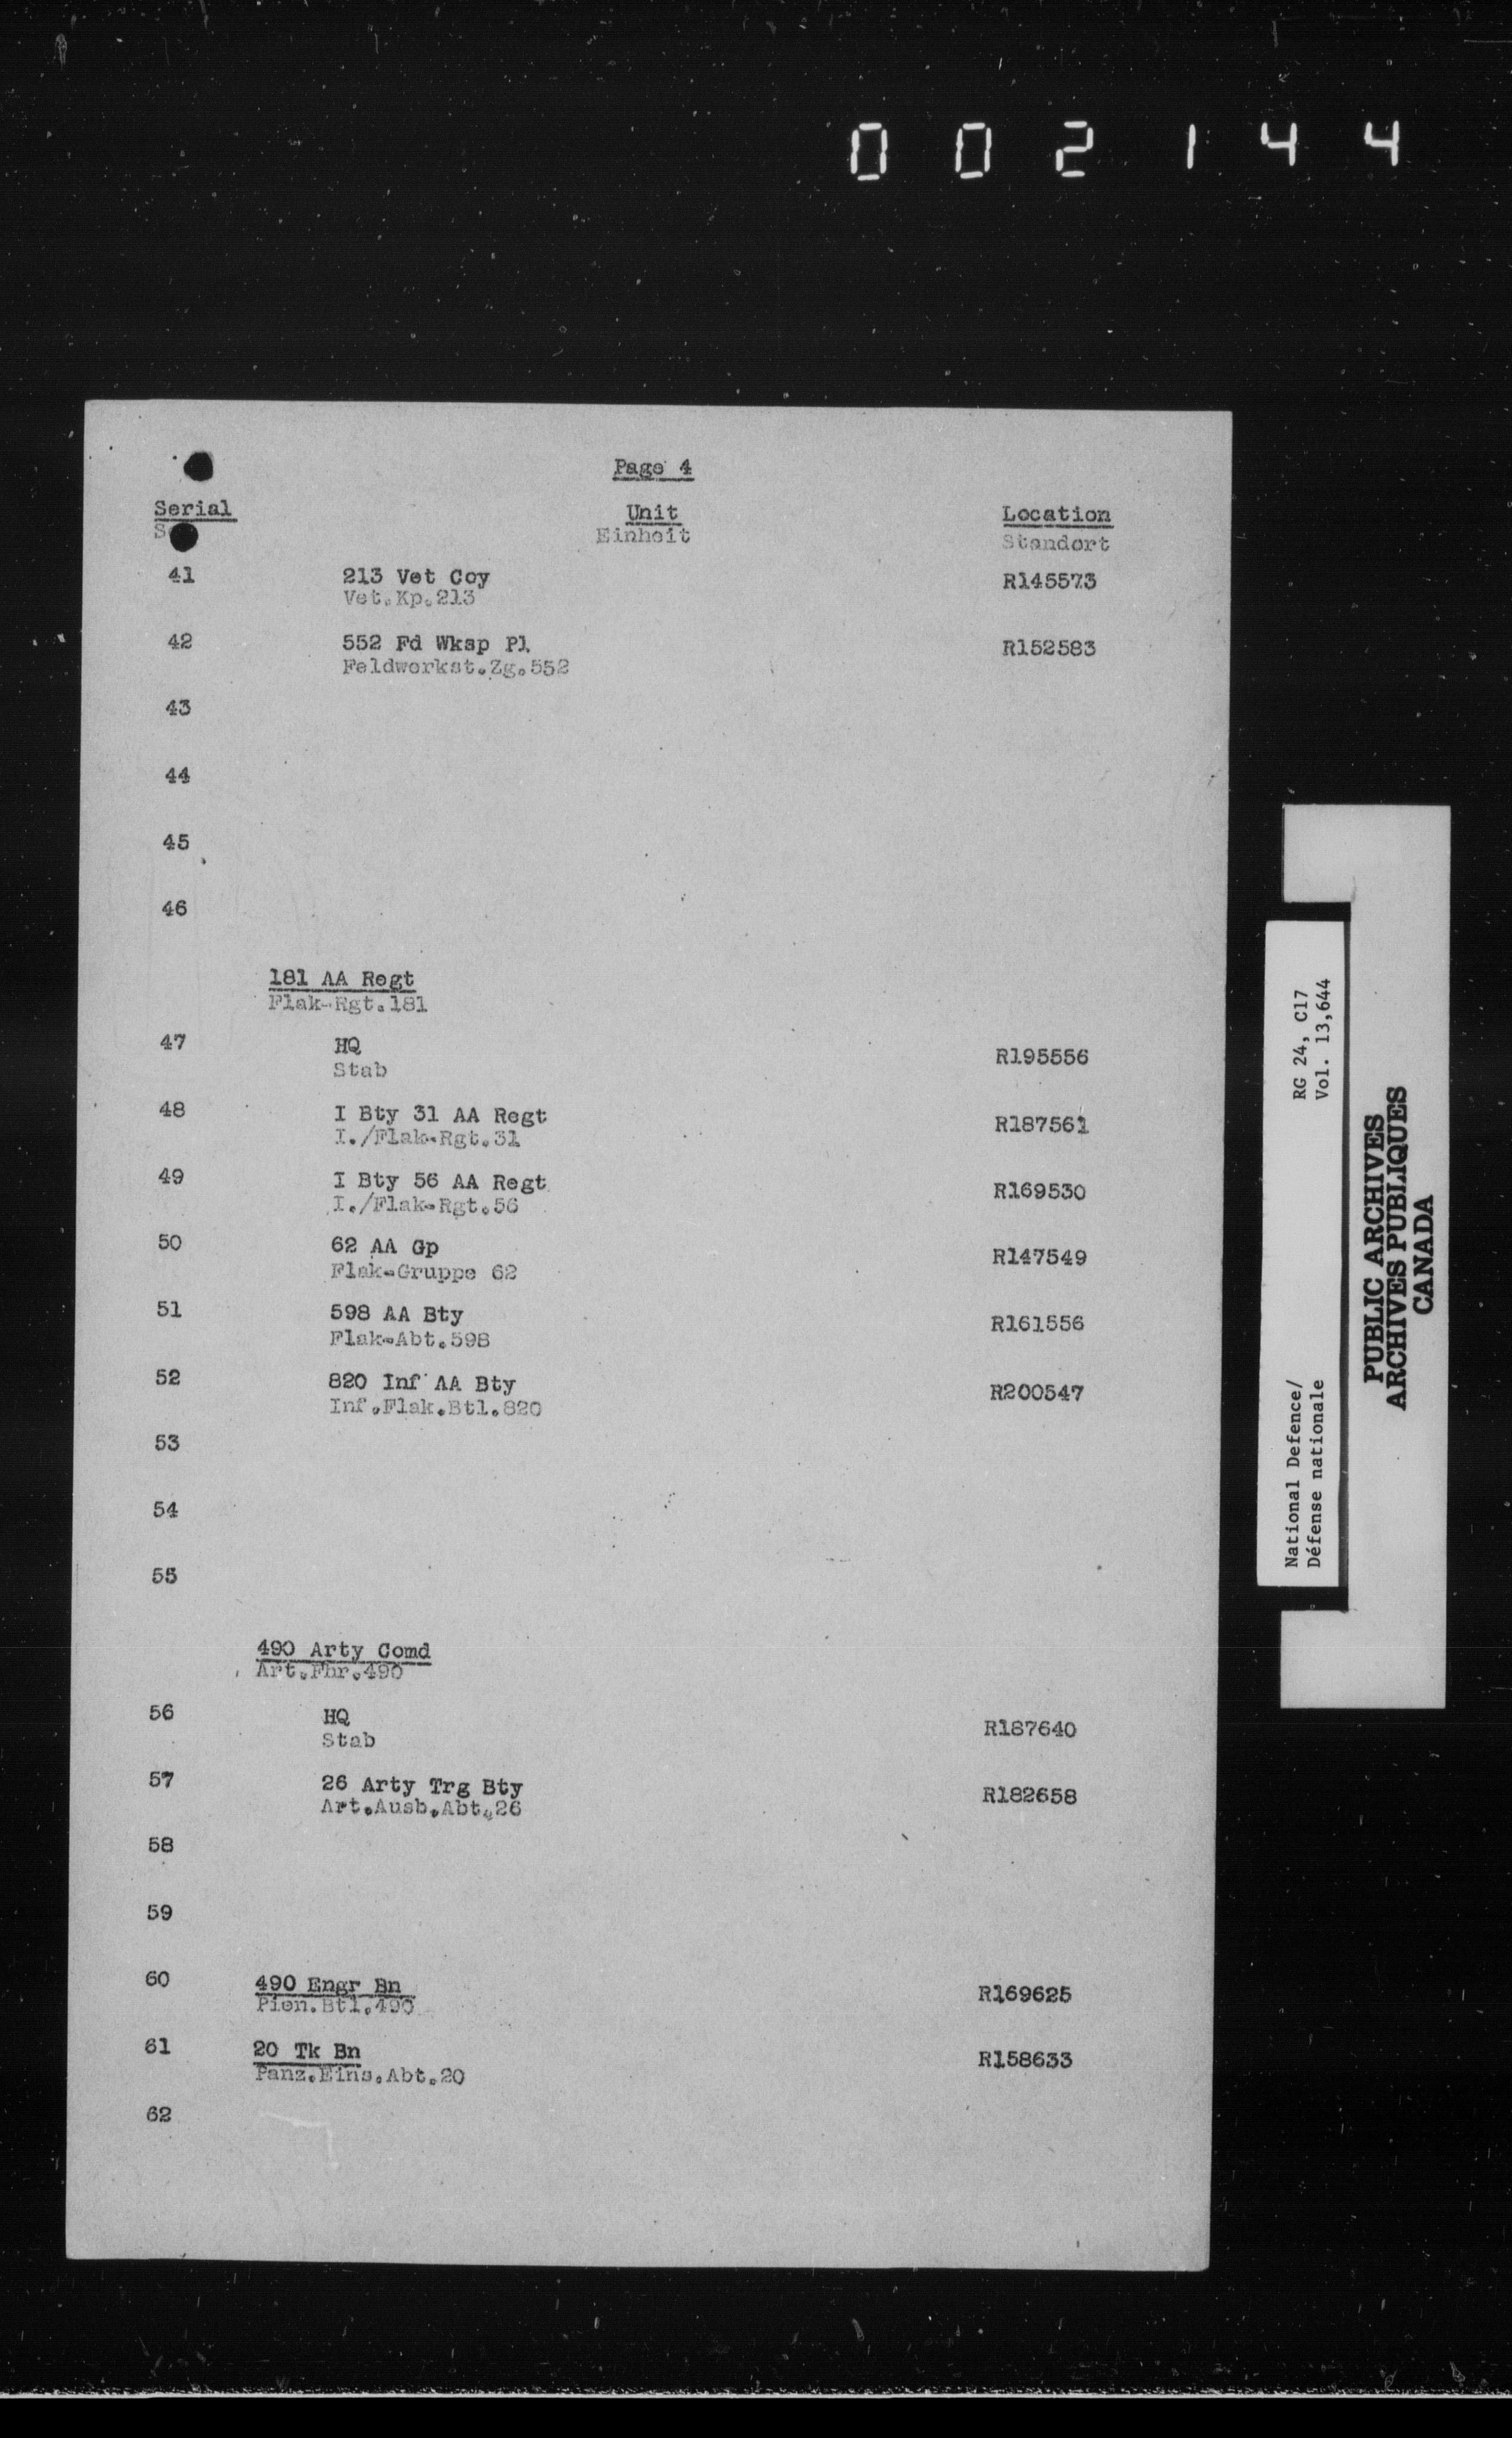 002144
Page 4
Serial Unit Location
Einheit Standort
41 213 Vet Coy R145573
Vet.Kp.213
42 552 Fd Wksp Pl R152583
Feldwerkst.Zg.552
43
44
45
46
181 AA Regt
Flak-Rgt.181
47 HQ R195556
Stab
48 I Bty 31 AA Regt R187561
I./Flak-Rgt.31
49 I Bty 56 AA Regt R169530
I./Flak-Rgt.56
50 62 AA Gp R147549
Flak-Gruppe 62
51 598 AA Bty R161556
Flak-Abt.598
52 820 Inf AA Bty R200547
Inf.Flak.Btl.820
53
54
55
490 Arty Comd
Art.Fhr.490
56 HQ R187640
Stab
57 26 Arty Trg Bty R182658
Art.Ausb.Abt.26
58
59
60 490 Engr Bn R169625
Pion.Btl.490
61 20 Tk Bn R158633
Panz.Eins.Abt.20
62
National Defence/ RG 24, C17
Défense nationale Vol. 13,644
PUBLIC ARCHIVES
ARCHIVES PUBLIQUES
CANADA